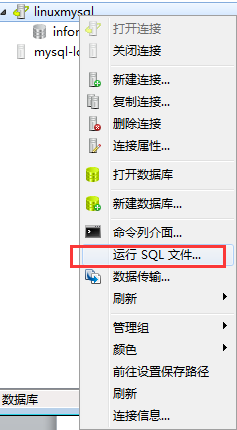 linuxmysql
infor
mysql-lo
打开连接
关闭连接
新建连接...
复制连接...
删除连接
连接属性...
打开数据库
新建数据库...
命令列介面...
运行 SQL 文件...
数据传输...
刷新
管理组
颜色
前往设置保存路径
刷新
连接信息...
数据库